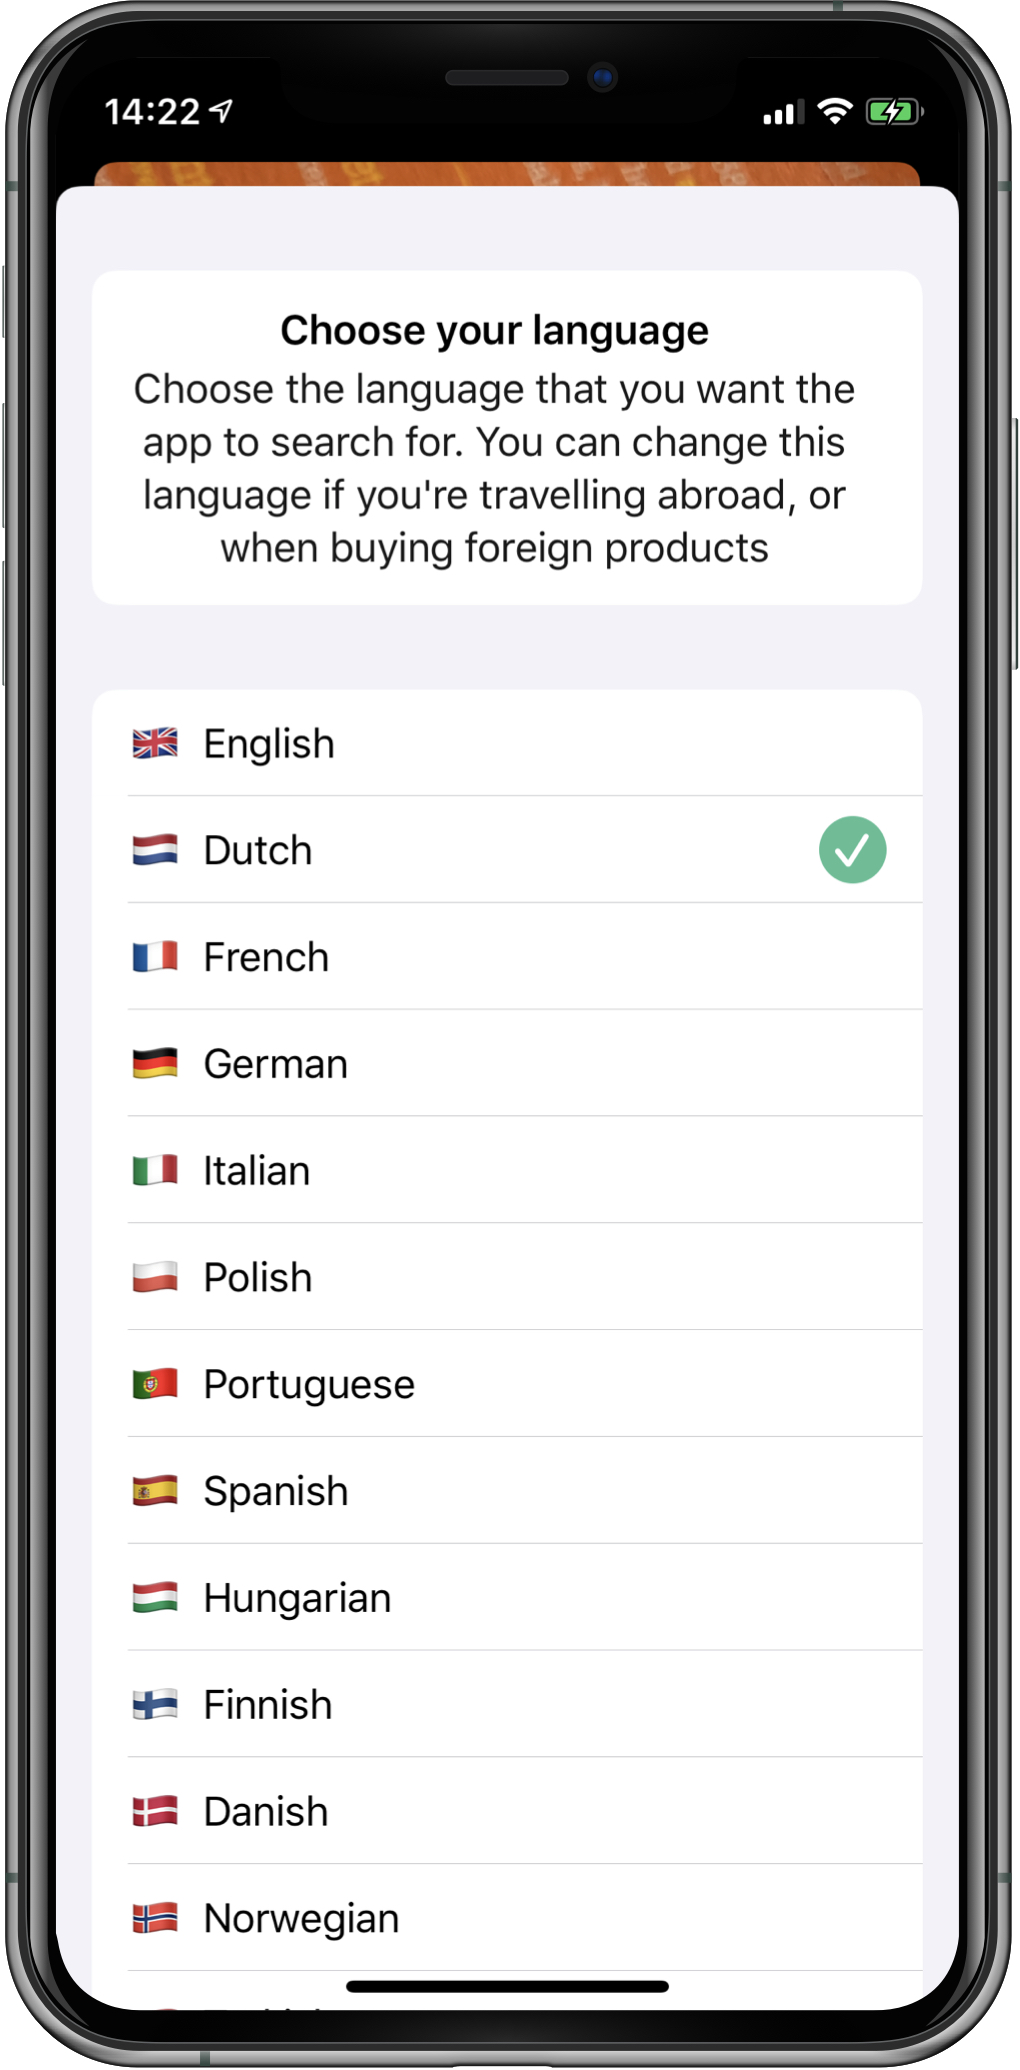 14:22
Choose your language
Choose the language that you want the
app to search for. You can change this
language if you're travelling abroad, or
when buying foreign products
English
Dutch
French
German
Italian
Polish
Portuguese
Spanish
Hungarian
Finnish
Danish
Norwegian